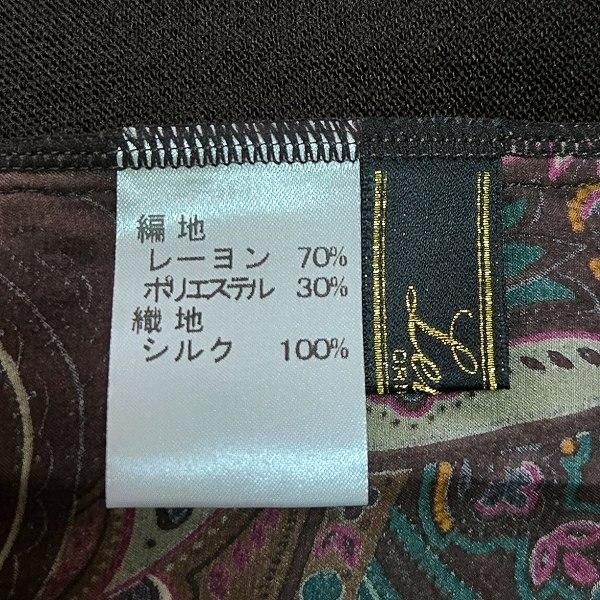 編地
レーヨン 70%
ポリエステル 30%
織地
シルク 100%